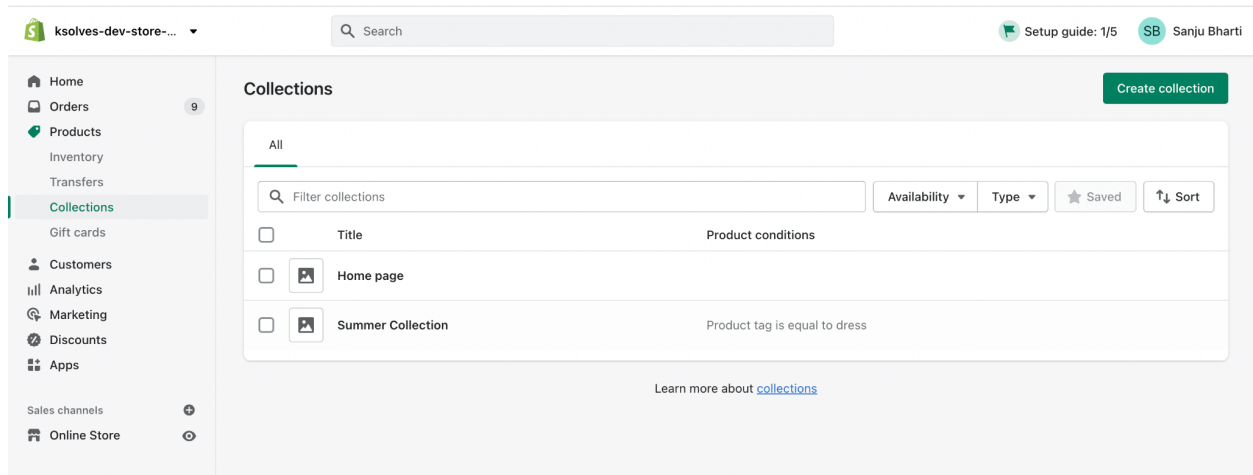 ksolves-dev-store-...
Search
Setup guide: 1/5
SB
Sanju Bharti
Home
Orders
9
Products
Inventory
Transfers
Collections
Gift cards
Customers
Analytics
Marketing
Discounts
Apps
Sales channels
Online Store
Collections
Create collection
All
Filter collections
Availability
Type
Saved
Sort
Title
Product conditions
Home page
Summer Collection
Product tag is equal to dress
Learn more about collections